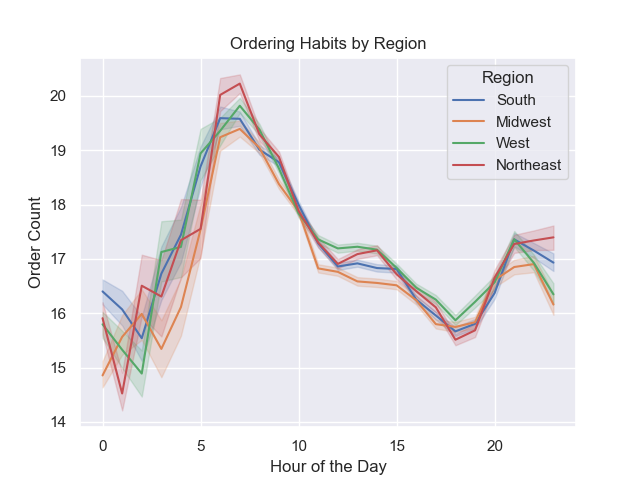 Ordering Habits by Region
Region
South
Midwest
West
Northeast
Order Count
20
19
18
17
16
15
14
0 5 10 15 20
Hour of the Day